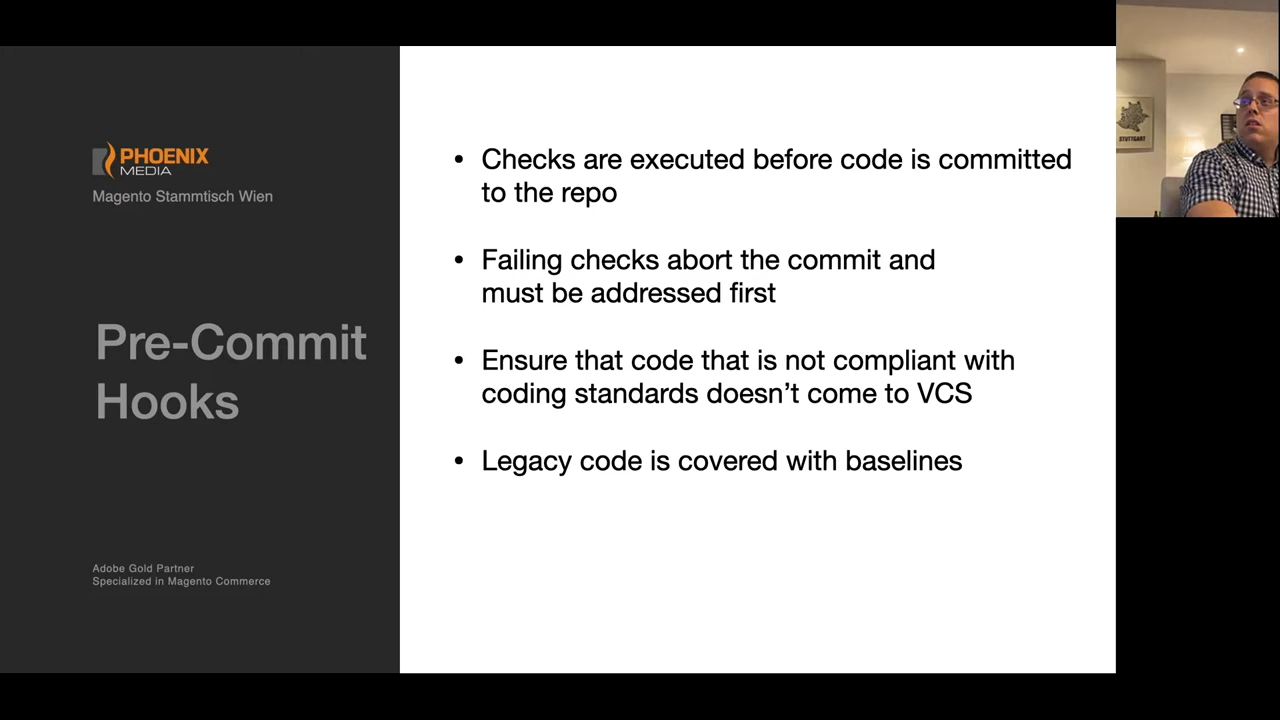 PHOENIX
MEDIA
Magento Stammtisch Wien
Pre-Commit
Hooks
Adobe Gold Partner
Specialized in Magento Commerce
• Checks are executed before code is committed
to the repo
• Failing checks abort the commit and
must be addressed first
• Ensure that code that is not compliant with
coding standards doesn’t come to VCS
• Legacy code is covered with baselines
STUTTGART